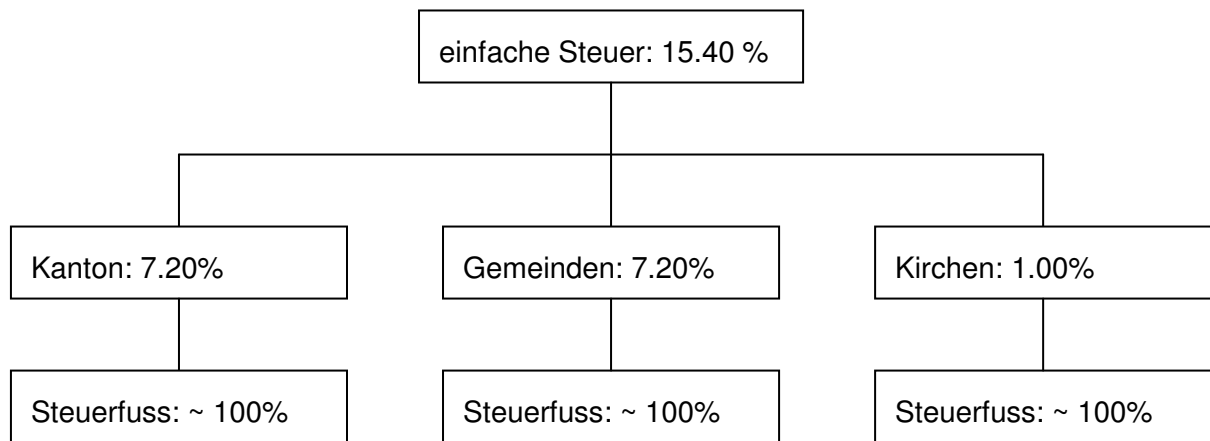 einfache Steuer: 15.40 %
Kanton: 7.20%
Gemeinden: 7.20%
Kirchen: 1.00%
Steuerfuss: ~ 100%
Steuerfuss: ~ 100%
Steuerfuss: ~ 100%